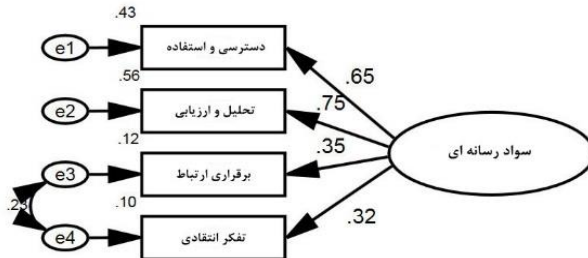 .43
e1
دسترسی و استفاده
.65
.56
e2
تحلیل و ارزیابی
.75
سواد رسانه ای
.12
e3
برقراری ارتباط
.35
.23
.10
e4
تفکر انتقادی
.32